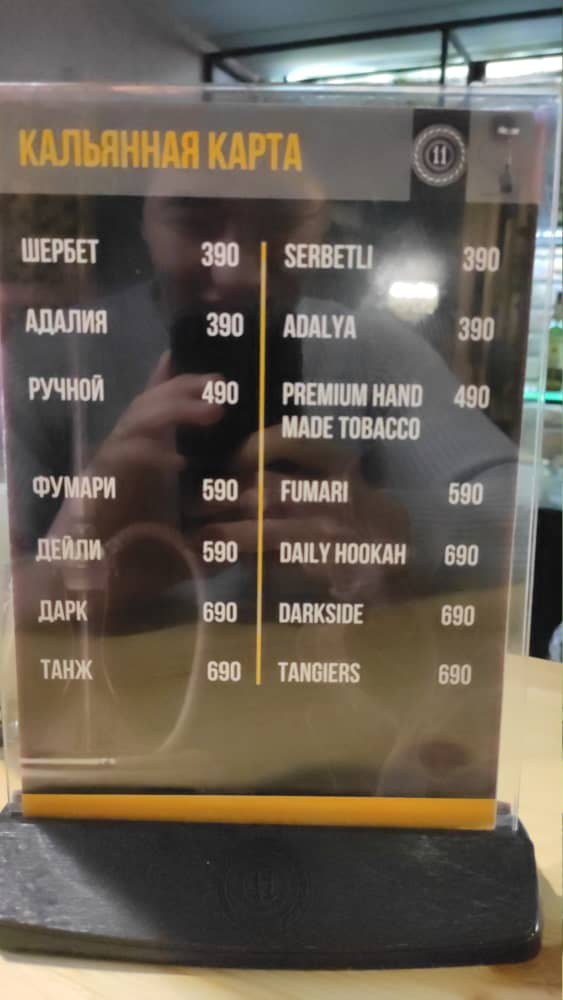 КАЛЬЯННАЯ КАРТА
11
ШЕРБЕТ 390
АДАЛИЯ 390
РУЧНОЙ 490
ФУМАРИ 590
ДЕЙЛИ 590
ДАРК 690
ТАНЖ 690
SERBETLI 390
ADALYA 390
PREMIUM HAND 490
MADE TOBACCO
FUMARI 590
DAILY HOOKAH 690
DARKSIDE 690
TANGIERS 690
11